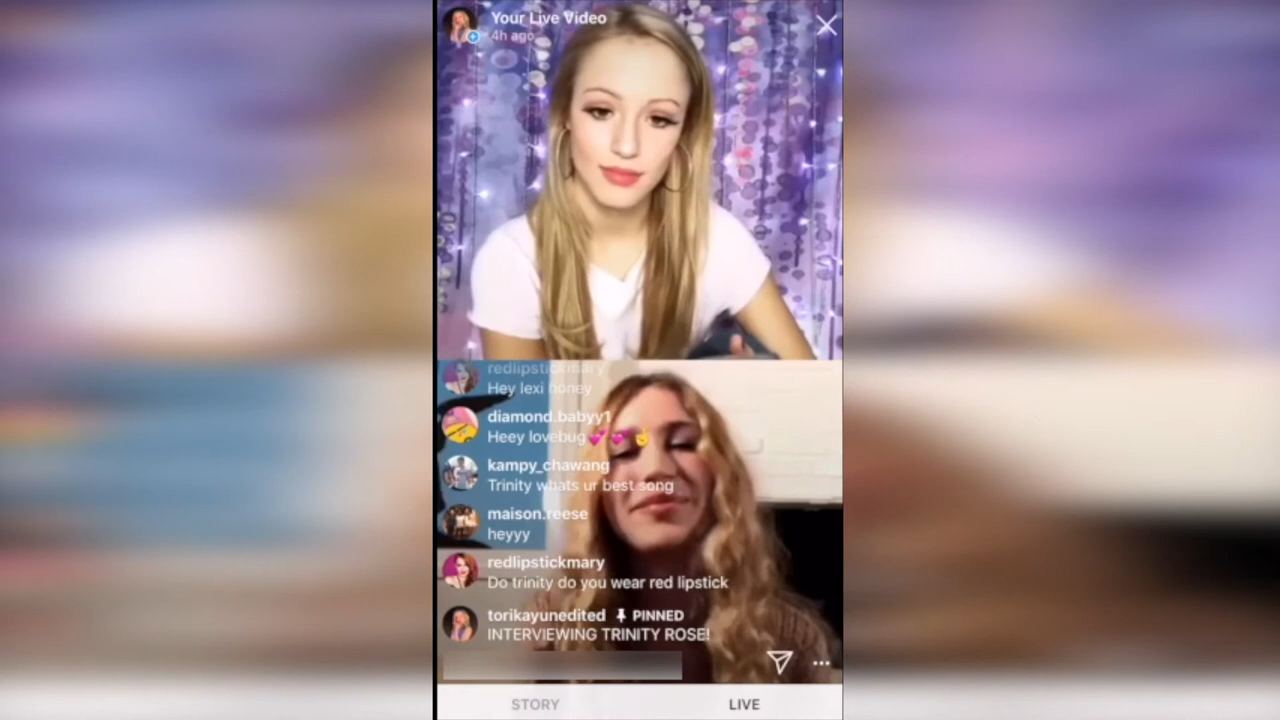 Your Live Video
4h ago
redlipstickmary
Hey lexi honey
diamond.babyy1
Heey lovebug💕💓✌️
kampy_chawang
Trinity whats ur best song
maison.reese
heyyy
redlipstickmary
Do trinity do you wear red lipstick
torikayunedited PINNED
INTERVIEWING TRINITY ROSE!
STORY LIVE